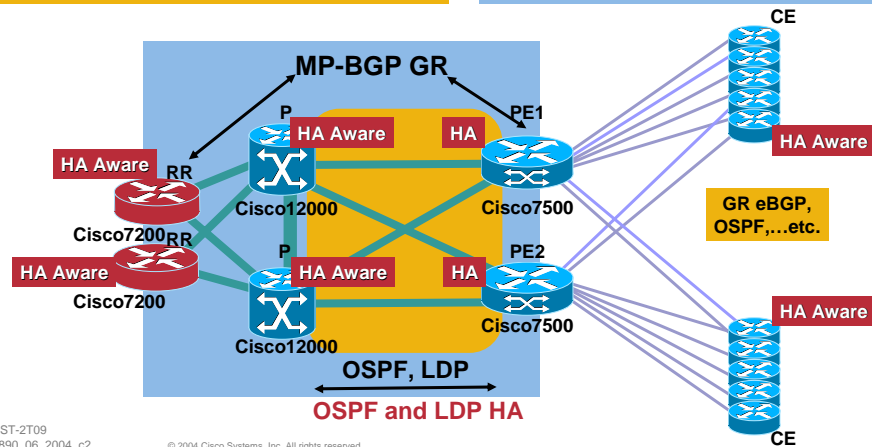 CE
MP-BGP GR
P
PE1
HA Aware
HA
HA Aware
HA Aware
RR
Cisco12000
Cisco7500
GR eBGP,
OSPF,...etc.
Cisco7200
RR
P
PE2
HA Aware
HA Aware
HA
HA Aware
Cisco7200
Cisco7500
Cisco12000
OSPF, LDP
OSPF and LDP HA
ST-2T09
890_06_2004_c2
© 2004 Cisco Systems, Inc. All rights reserved
CE